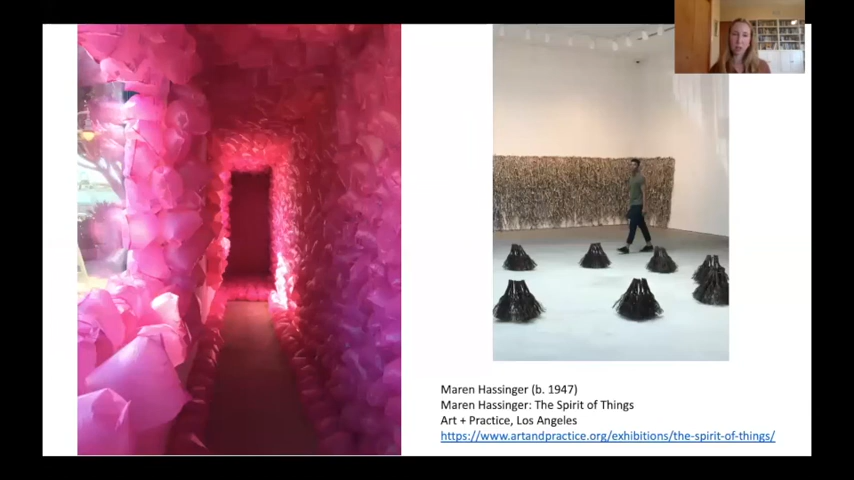 Maren Hassinger (b. 1947)
Maren Hassinger: The Spirit of Things
Art + Practice, Los Angeles
https://www.artandpractice.org/exhibitions/the-spirit-of-things/